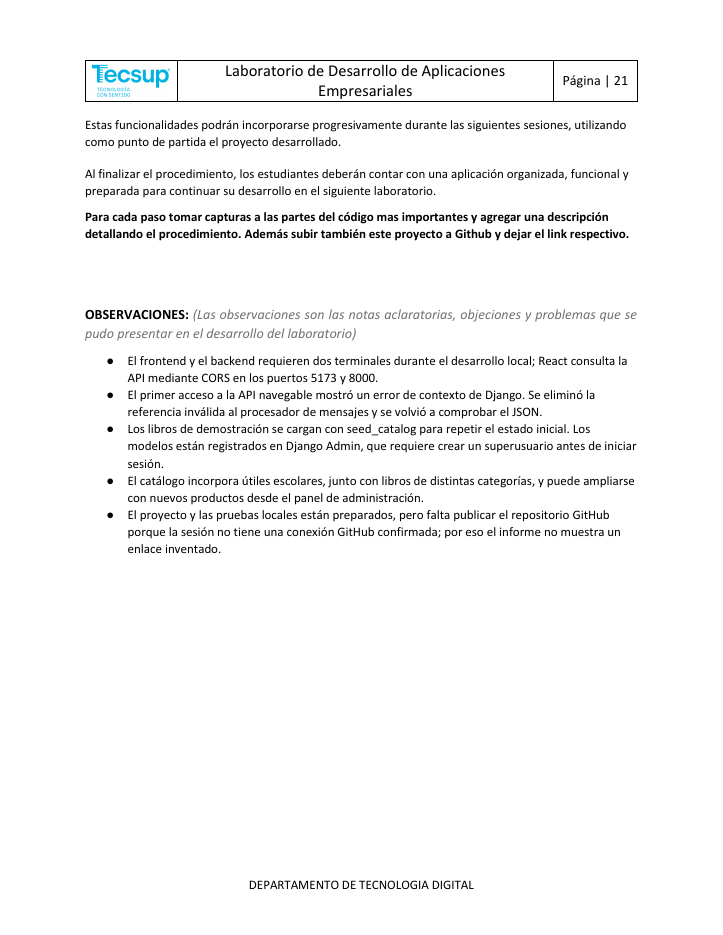 Tecsup
TECNOLOGÍA
CON SENTIDO
Laboratorio de Desarrollo de Aplicaciones
Empresariales
Página | 21
Estas funcionalidades podrán incorporarse progresivamente durante las siguientes sesiones, utilizando
como punto de partida el proyecto desarrollado.
Al finalizar el procedimiento, los estudiantes deberán contar con una aplicación organizada, funcional y
preparada para continuar su desarrollo en el siguiente laboratorio.
Para cada paso tomar capturas a las partes del código mas importantes y agregar una descripción
detallando el procedimiento. Además subir también este proyecto a Github y dejar el link respectivo.
OBSERVACIONES: (Las observaciones son las notas aclaratorias, objeciones y problemas que se
pudo presentar en el desarrollo del laboratorio)
● El frontend y el backend requieren dos terminales durante el desarrollo local; React consulta la
API mediante CORS en los puertos 5173 y 8000.
● El primer acceso a la API navegable mostró un error de contexto de Django. Se eliminó la
referencia inválida al procesador de mensajes y se volvió a comprobar el JSON.
● Los libros de demostración se cargan con seed_catalog para repetir el estado inicial. Los
modelos están registrados en Django Admin, que requiere crear un superusuario antes de iniciar
sesión.
● El catálogo incorpora útiles escolares, junto con libros de distintas categorías, y puede ampliarse
con nuevos productos desde el panel de administración.
● El proyecto y las pruebas locales están preparados, pero falta publicar el repositorio GitHub
porque la sesión no tiene una conexión GitHub confirmada; por eso el informe no muestra un
enlace inventado.
DEPARTAMENTO DE TECNOLOGIA DIGITAL